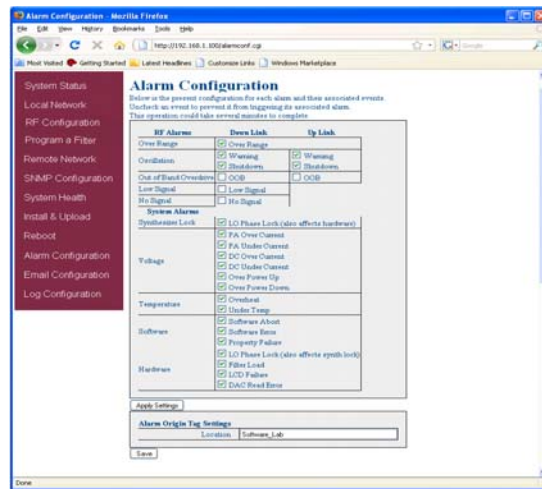 Alarm Configuration - Mozilla Firefox
File Edit View History Bookmarks Tools Help
http://192.168.1.100/alarmconf.cgi
Google
Most Visited Getting Started Latest Headlines Customize Links Windows Marketplace
System Status
Local Network
RF Configuration
Program a Filter
Remote Network
SNMP Configuration
System Health
Install & Upload
Reboot
Alarm Configuration
Email Configuration
Log Configuration
Alarm Configuration
Below is the present configuration for each alarm and their associated events.
Uncheck an event to prevent it from triggering its associated alarm.
This operation could take several minutes to complete
RF Alarms Down Link Up Link
Over Range Over Range
Oscillation Warning Warning
Shutdown Shutdown
Out of Band Overdrive OOB OOB
Low Signal Low Signal
No Signal No Signal
System Alarms
Synthesizer Lock LO Phase Lock (also affects hardware)
Voltage PA Over Current
PA Under Current
DC Over Current
DC Under Current
Over Power Up
Over Power Down
Temperature Overheat
Under Temp
Software Software Abort
Software Error
Property Failure
Hardware LO Phase Lock (also affects synth lock)
Filter Load
LCD Failure
DAC Read Error
Apply Settings
Alarm Origin Tag Settings
Location Software_Lab
Save
Done